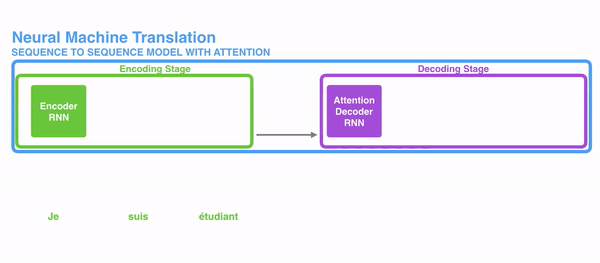 Neural Machine Translation
SEQUENCE TO SEQUENCE MODEL WITH ATTENTION
Encoding Stage
Decoding Stage
Encoder
RNN
Attention
Decoder
RNN
Je suis étudiant